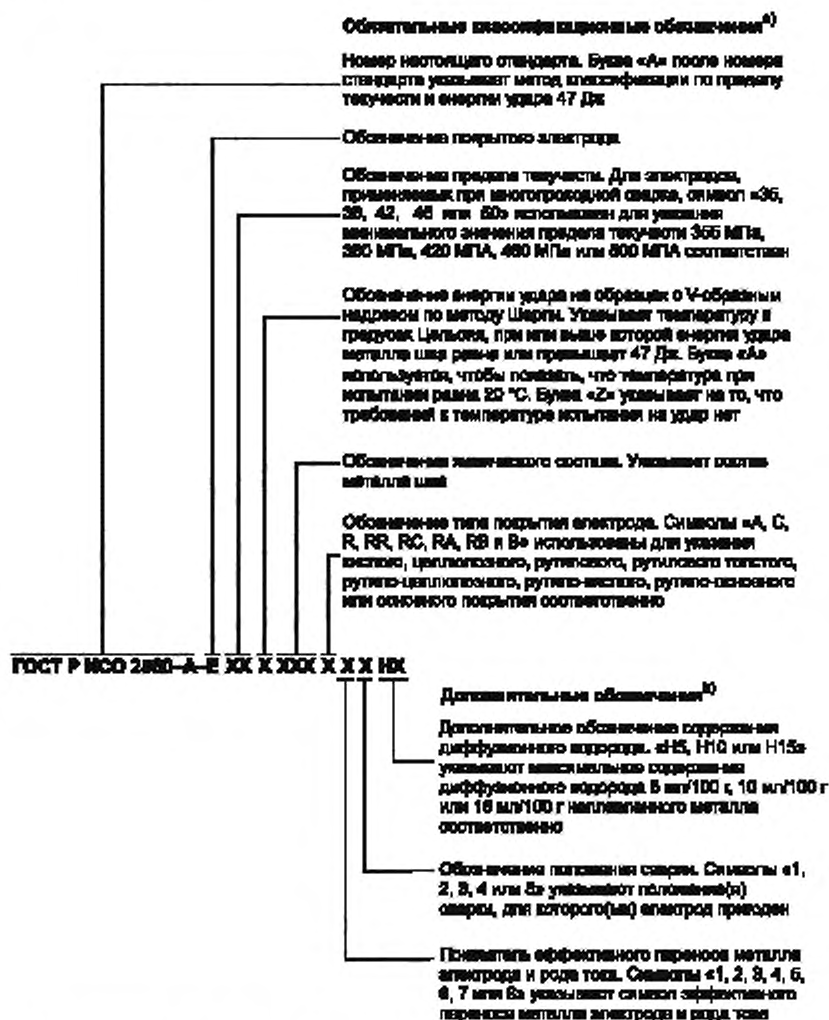 Обязательные классификационные обозначения a)
Номер настоящего стандарта. Буква «А» после номера
стандарта указывает метод классификации по пределу
текучести и энергии удара 47 Дж
Обозначение покрытого электрода
Обозначение предела текучести. Для электродов,
применяемых при многопроходной сварке, символ «35,
38, 42, 46 или 50» использован для указания
минимального значения предела текучести 355 МПа,
380 МПа, 420 МПА, 460 МПа или 500 МПА соответствен
Обозначение энергии удара на образцах с V-образным
надрезом по методу Шарпи. Указывает температуру в
градусах Цельсия, при или выше которой энергия удара
металла шва равна или превышает 47 Дж. Буква «А»
используется, чтобы показать, что температура при
испытании равна 20 °С. Буква «Z» указывает на то, что
требований к температуре испытания на удар нет
Обозначение химического состава. Указывает состав
металла шва
Обозначение типа покрытия электрода. Символы «А, С,
R, RR, RC, RA, RB и В» использованы для указания
кислого, целлюлозного, рутилового, рутилового толстого,
рутило-целлюлозного, рутило-кислого, рутило-основного
или основного покрытия соответственно
ГОСТ Р ИСО 2560–А–Е ХХ Х ХХХ Х Х Х НХ
Дополнительные обозначения b)
Дополнительное обозначение содержания
диффузионного водорода. «Н5, Н10 или Н15»
указывают максимальное содержание
диффузионного водорода 5 мл/100 г, 10 мл/100 г
или 15 мл/100 г наплавленного металла
соответственно
Обозначение положения сварки. Символы «1,
2, 3, 4 или 5» указывают положение(я)
сварки, для которого(ых) электрод пригоден
Показатель эффективного переноса металла
электрода и рода тока. Символы «1, 2, 3, 4, 5,
6, 7 или 8» указывают символ эффективного
переноса металла электрода и рода тока